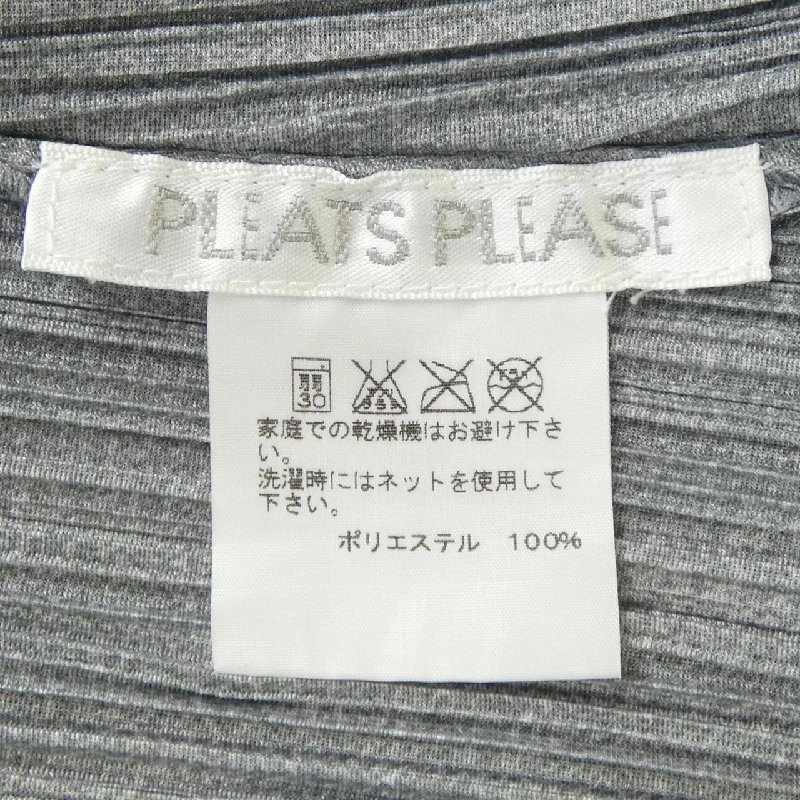 PLEATS PLEASE
弱
30
家庭での乾燥機はお避け下さ
い。
洗濯時にはネットを使用して
下さい。
ポリエステル 100%